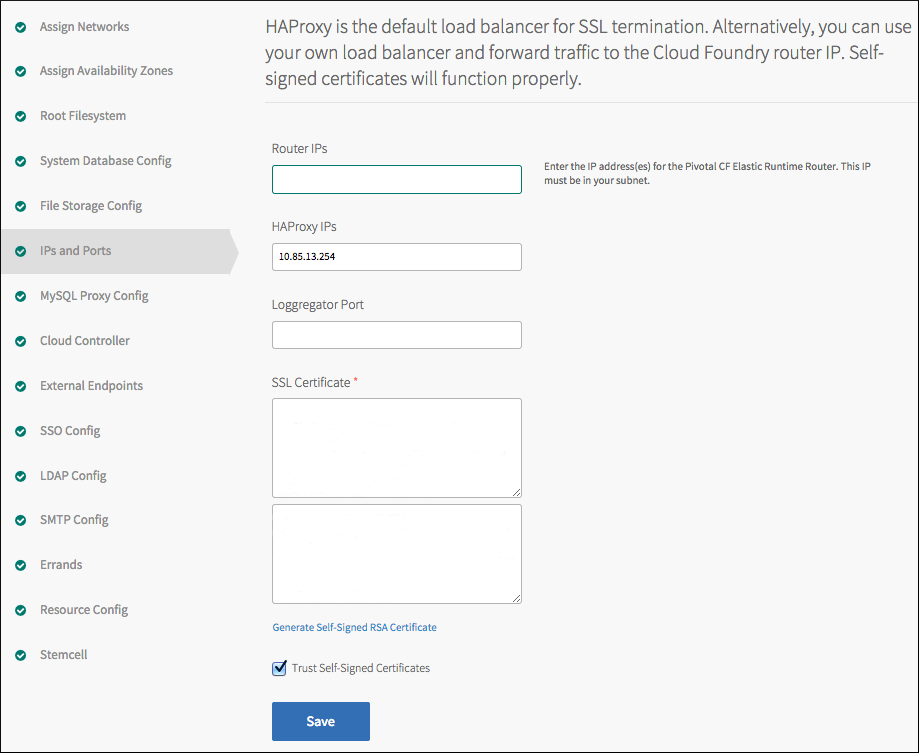 Assign Networks
Assign Availability Zones
Root Filesystem
System Database Config
File Storage Config
IPs and Ports
MySQL Proxy Config
Cloud Controller
External Endpoints
SSO Config
LDAP Config
SMTP Config
Errands
Resource Config
Stemcell
HAProxy is the default load balancer for SSL termination. Alternatively, you can use
your own load balancer and forward traffic to the Cloud Foundry router IP. Self-
signed certificates will function properly.
Router IPs
Enter the IP address(es) for the Pivotal CF Elastic Runtime Router. This IP
must be in your subnet.
HAProxy IPs
10.85.13.254
Loggregator Port
SSL Certificate *
Generate Self-Signed RSA Certificate
Trust Self-Signed Certificates
Save